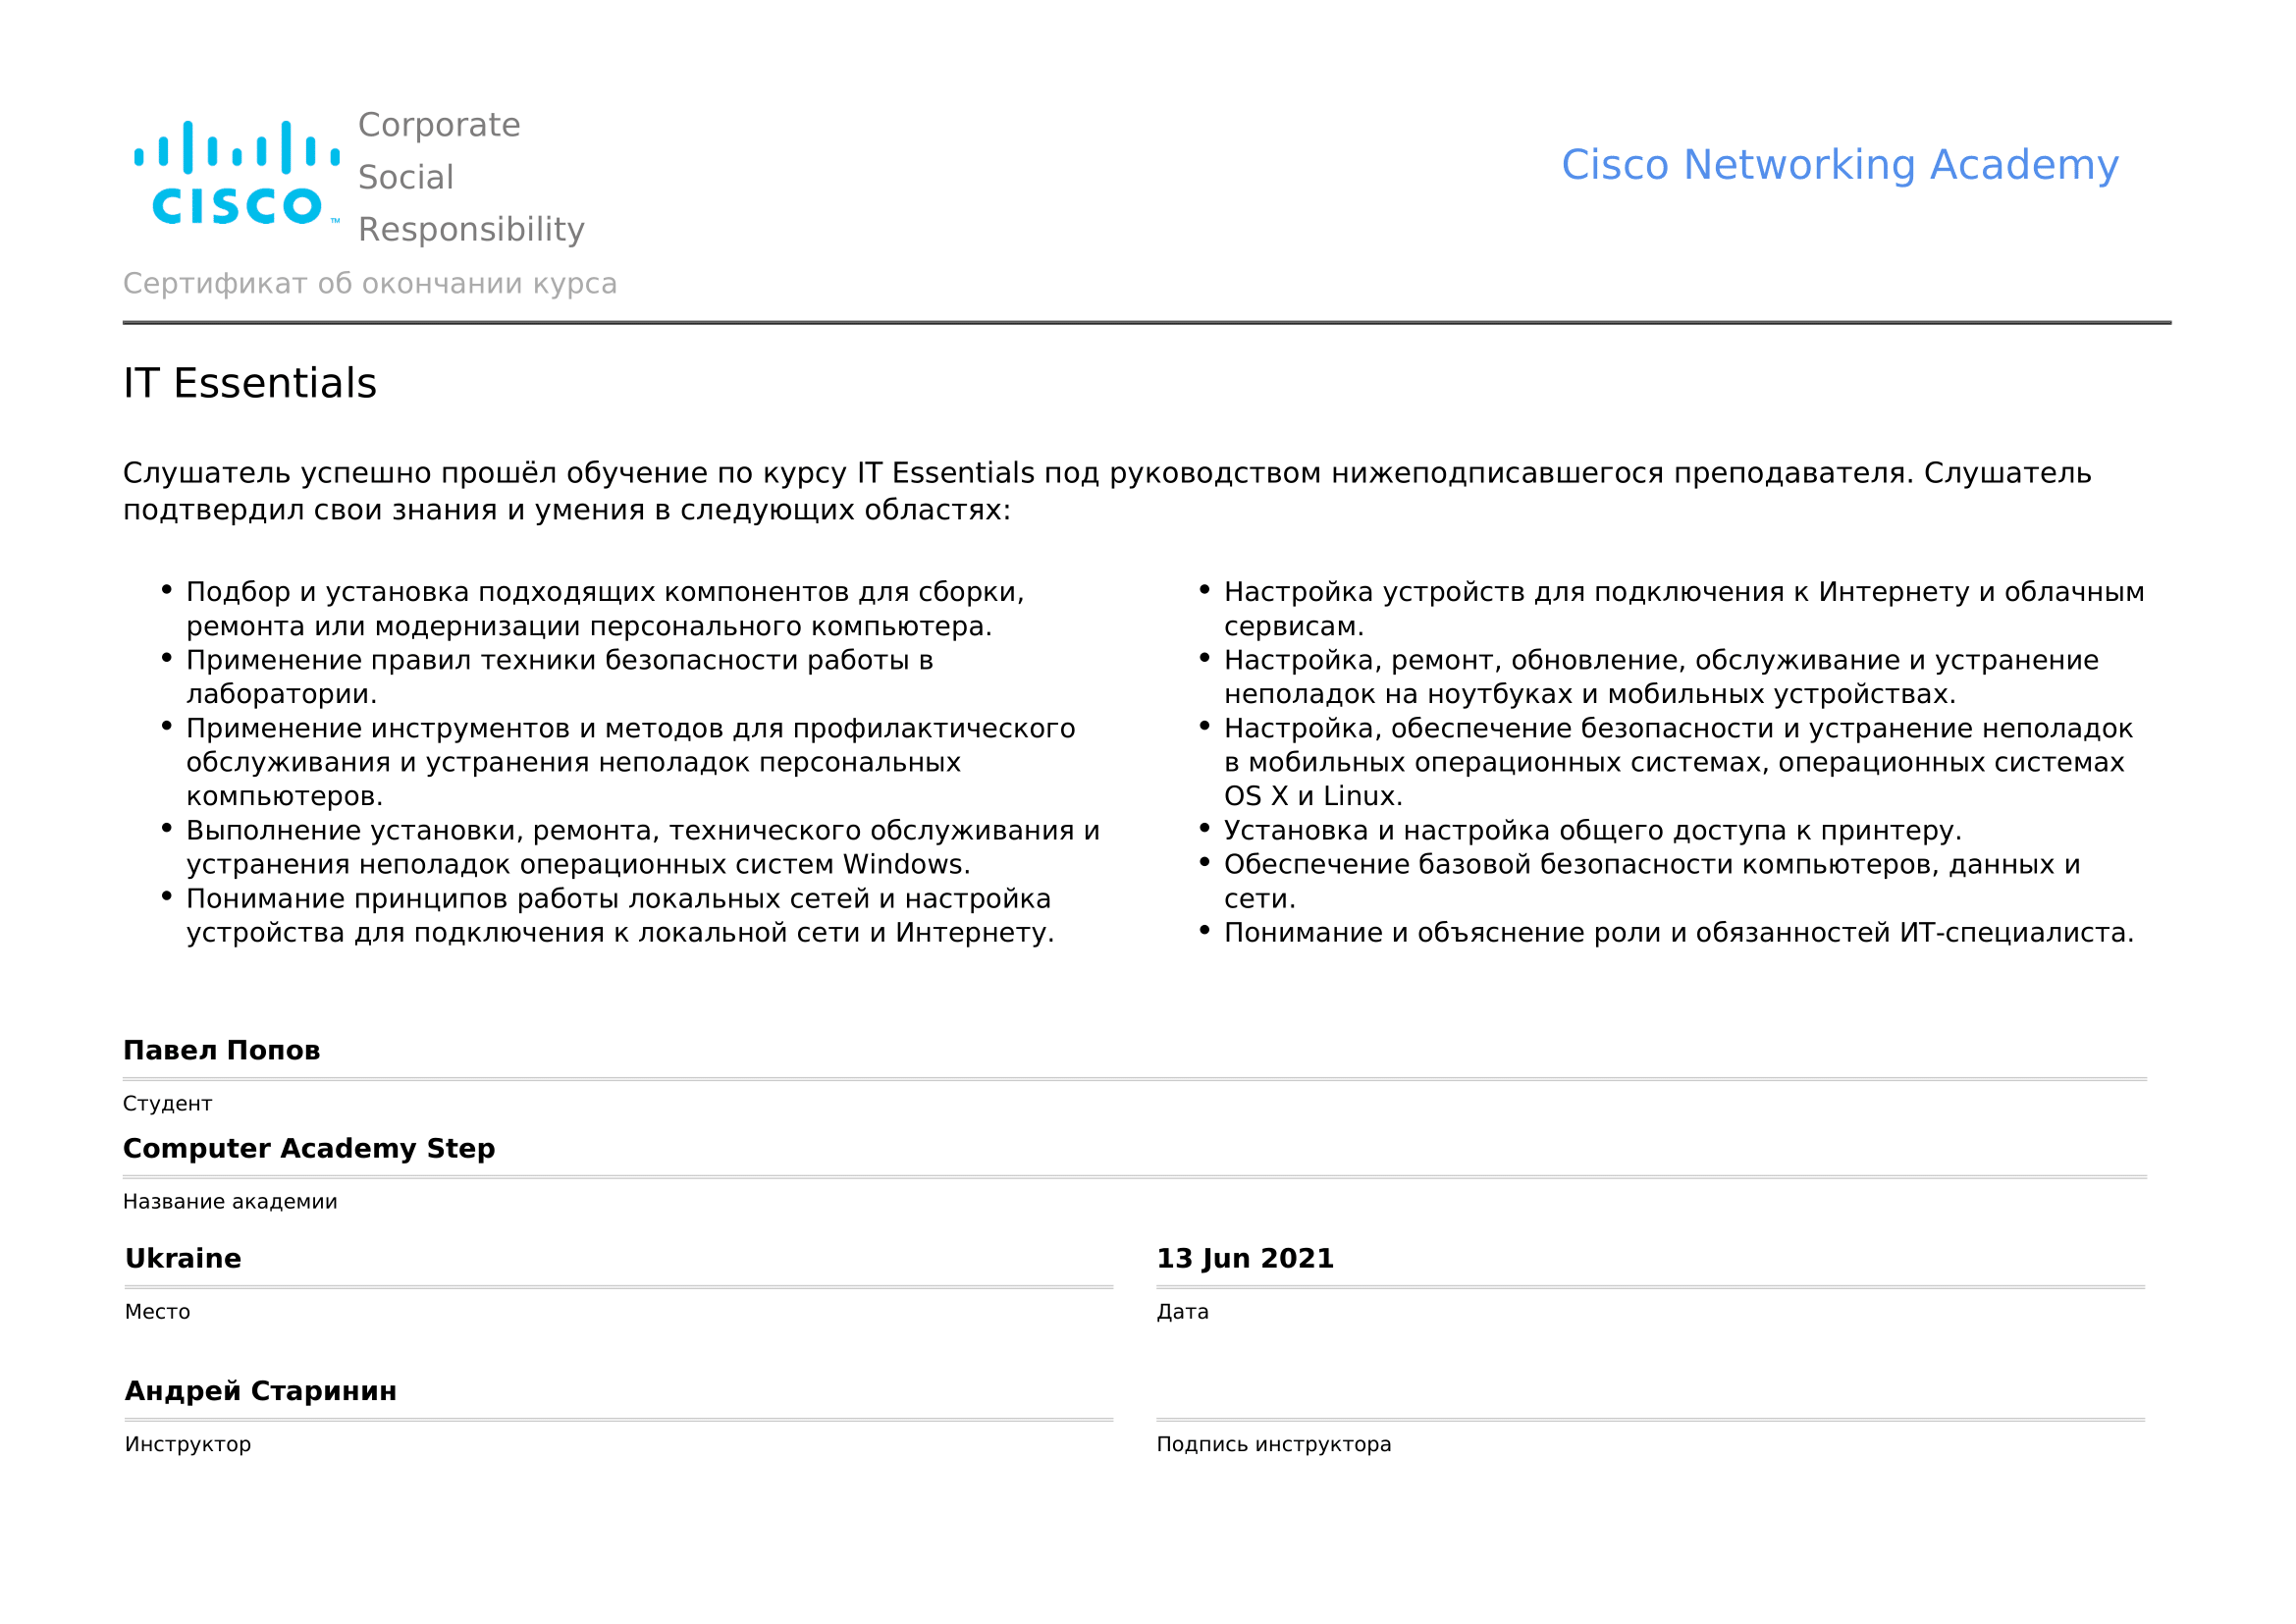 CISCO™
Corporate
Social
Responsibility
Cisco Networking Academy
Сертификат об окончании курса
IT Essentials
Слушатель успешно прошёл обучение по курсу IT Essentials под руководством нижеподписавшегося преподавателя. Слушатель
подтвердил свои знания и умения в следующих областях:
• Подбор и установка подходящих компонентов для сборки,
ремонта или модернизации персонального компьютера.
• Применение правил техники безопасности работы в
лаборатории.
• Применение инструментов и методов для профилактического
обслуживания и устранения неполадок персональных
компьютеров.
• Выполнение установки, ремонта, технического обслуживания и
устранения неполадок операционных систем Windows.
• Понимание принципов работы локальных сетей и настройка
устройства для подключения к локальной сети и Интернету.
• Настройка устройств для подключения к Интернету и облачным
сервисам.
• Настройка, ремонт, обновление, обслуживание и устранение
неполадок на ноутбуках и мобильных устройствах.
• Настройка, обеспечение безопасности и устранение неполадок
в мобильных операционных системах, операционных системах
OS X и Linux.
• Установка и настройка общего доступа к принтеру.
• Обеспечение базовой безопасности компьютеров, данных и
сети.
• Понимание и объяснение роли и обязанностей ИТ-специалиста.
Павел Попов
Студент
Computer Academy Step
Название академии
Ukraine
Место
13 Jun 2021
Дата
Андрей Старинин
Инструктор
Подпись инструктора